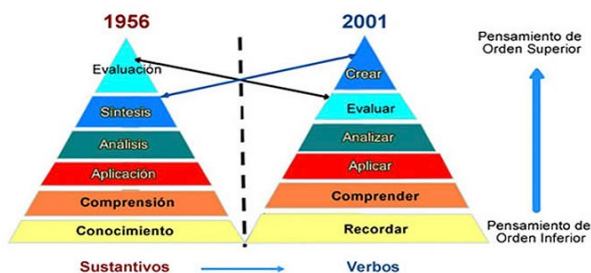 1956
Evaluación
Síntesis
Análisis
Aplicación
Comprensión
Conocimiento
Sustantivos
2001
Crear
Evaluar
Analizar
Aplicar
Comprender
Recordar
Verbos
Pensamiento de
Orden Superior
Pensamiento de
Orden Inferior